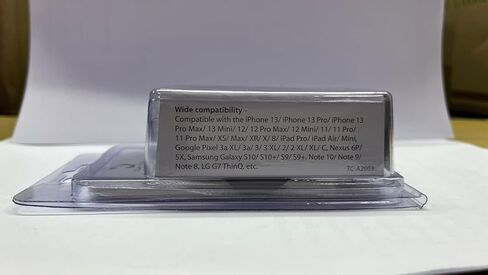 Wide compatibility -
Compatible with the iPhone 13/ iPhone 13 Pro/ iPhone 13
Pro Max/ 13 Mini/ 12/ 12 Pro Max/ 12 Mini/ 11/ 11 Pro/
11 Pro Max/ XS/ Max/ XR/ X/ 8/ iPad Pro/ iPad Air/ Mini,
Google Pixel 3a XL/ 3a/ 3/ 3 XL/ 2/ 2 XL/ XL/ C, Nexus 6P/
5X, Samsung Galaxy S10/ S10+/ S9/ S9+, Note 10/ Note 9/
Note 8, LG G7 ThinQ, etc.